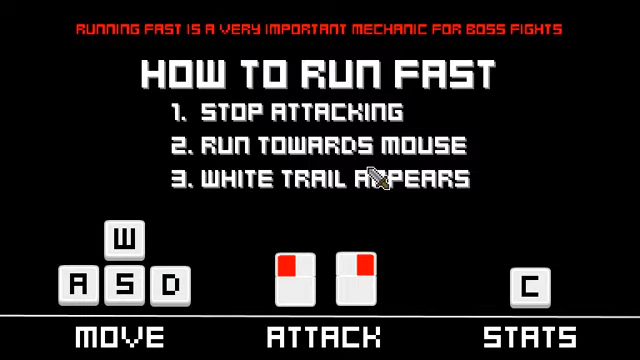 RUNNING FAST IS A VERY IMPORTANT MECHANIC FOR BOSS FIGHTS
HOW TO RUN FAST
1. STOP ATTACKING
2. RUN TOWARDS MOUSE
3. WHITE TRAIL APPEARS
W
A S D
C
MOVE ATTACK STATS